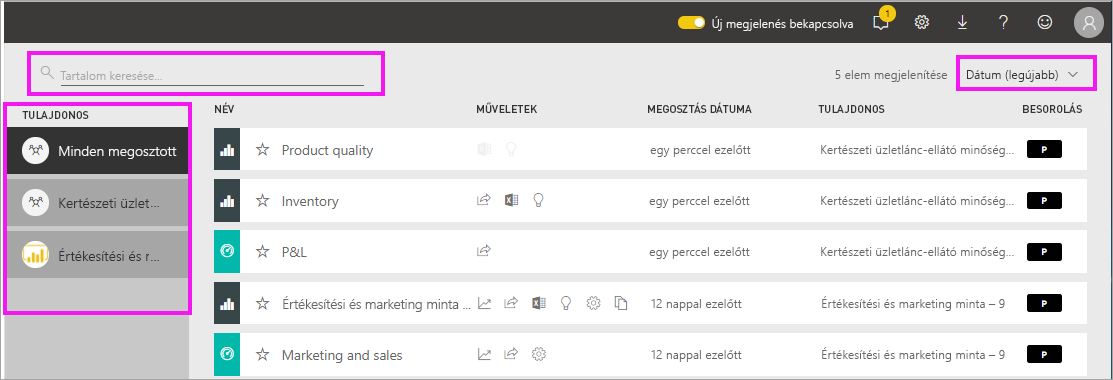 Új megjelenés bekapcsolva
1
Tartalom keresése...
5 elem megjelenítése
Dátum (legújabb)
TULAJDONOS
Minden megosztott
Kertészeti üzlet...
Értékesítési és r...
NÉV MŰVELETEK MEGOSZTÁS DÁTUMA TULAJDONOS BESOROLÁS
Product quality egy perccel ezelőtt Kertészeti üzletlánc-ellátó minőség... P
Inventory egy perccel ezelőtt Kertészeti üzletlánc-ellátó minőség... P
P&L egy perccel ezelőtt Kertészeti üzletlánc-ellátó minőség... P
Értékesítési és marketing minta ... 12 nappal ezelőtt Értékesítési és marketing minta – 9 P
Marketing and sales 12 nappal ezelőtt Értékesítési és marketing minta – 9 P